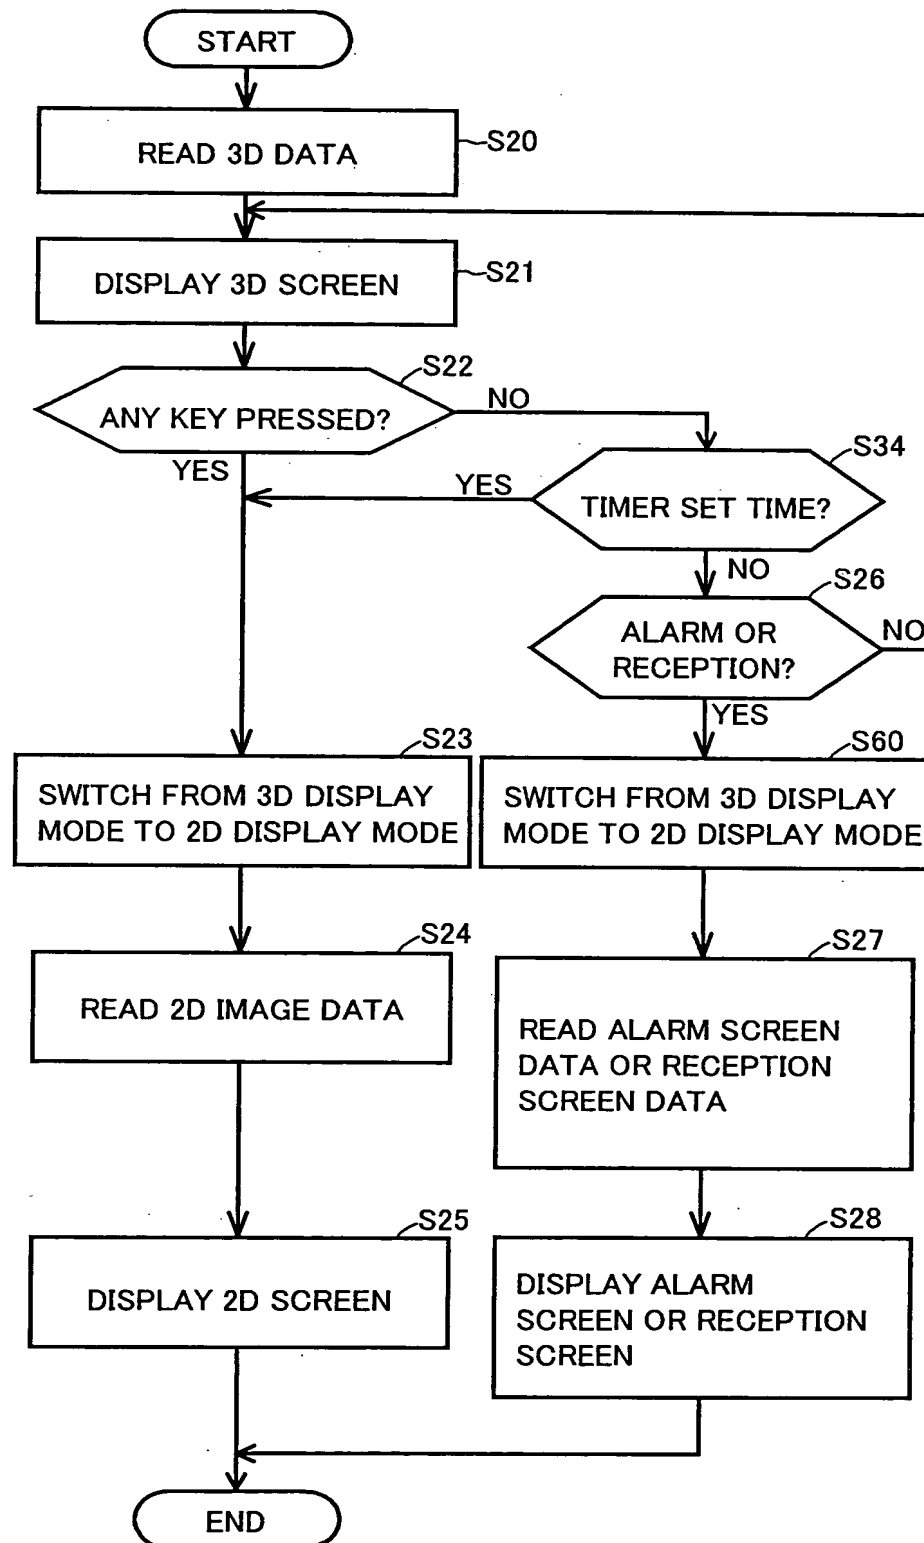 START
READ 3D DATA
S20
DISPLAY 3D SCREEN
S21
S22
ANY KEY PRESSED?
NO
YES
S34
YES
TIMER SET TIME?
NO
S26
ALARM OR
RECEPTION?
NO
YES
S23
SWITCH FROM 3D DISPLAY
MODE TO 2D DISPLAY MODE
S60
SWITCH FROM 3D DISPLAY
MODE TO 2D DISPLAY MODE
S24
READ 2D IMAGE DATA
S27
READ ALARM SCREEN
DATA OR RECEPTION
SCREEN DATA
S25
DISPLAY 2D SCREEN
S28
DISPLAY ALARM
SCREEN OR RECEPTION
SCREEN
END